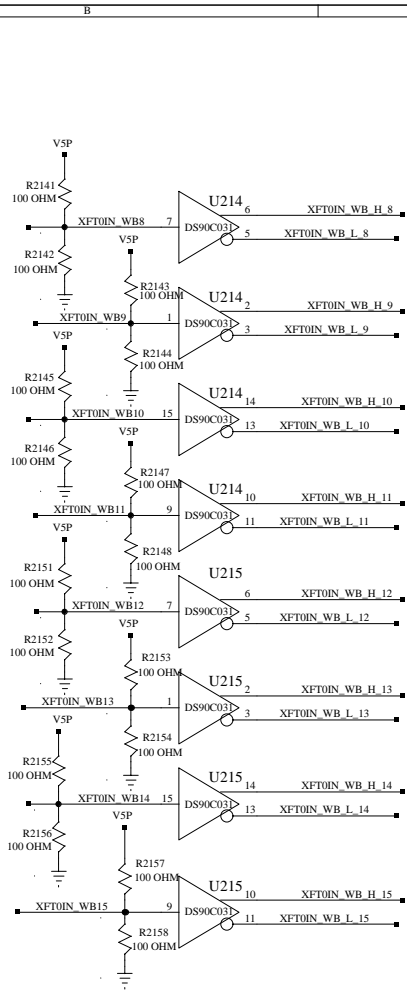 B
V5P
R2141
100 OHM
XFT0IN_WB8
7
U214
DS90C031
6
XFT0IN_WB_H_8
5
XFT0IN_WB_L_8
R2142
100 OHM
V5P
R2143
100 OHM
XFT0IN_WB9
1
U214
DS90C031
2
XFT0IN_WB_H_9
3
XFT0IN_WB_L_9
R2144
100 OHM
V5P
R2145
100 OHM
XFT0IN_WB10
15
U214
DS90C031
14
XFT0IN_WB_H_10
13
XFT0IN_WB_L_10
R2146
100 OHM
V5P
R2147
100 OHM
XFT0IN_WB11
9
U214
DS90C031
10
XFT0IN_WB_H_11
11
XFT0IN_WB_L_11
R2148
100 OHM
V5P
R2151
100 OHM
XFT0IN_WB12
7
U215
DS90C031
6
XFT0IN_WB_H_12
5
XFT0IN_WB_L_12
R2152
100 OHM
V5P
R2153
100 OHM
XFT0IN_WB13
1
U215
DS90C031
2
XFT0IN_WB_H_13
3
XFT0IN_WB_L_13
R2154
100 OHM
V5P
R2155
100 OHM
XFT0IN_WB14
15
U215
DS90C031
14
XFT0IN_WB_H_14
13
XFT0IN_WB_L_14
R2156
100 OHM
V5P
R2157
100 OHM
XFT0IN_WB15
9
U215
DS90C031
10
XFT0IN_WB_H_15
11
XFT0IN_WB_L_15
R2158
100 OHM